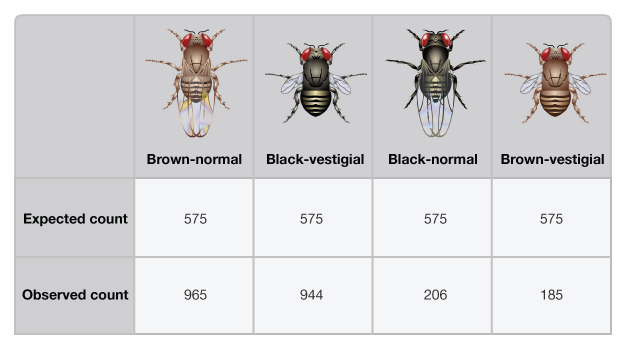 Brown-normal Black-vestigial Black-normal Brown-vestigial
Expected count 575 575 575 575
Observed count 965 944 206 185